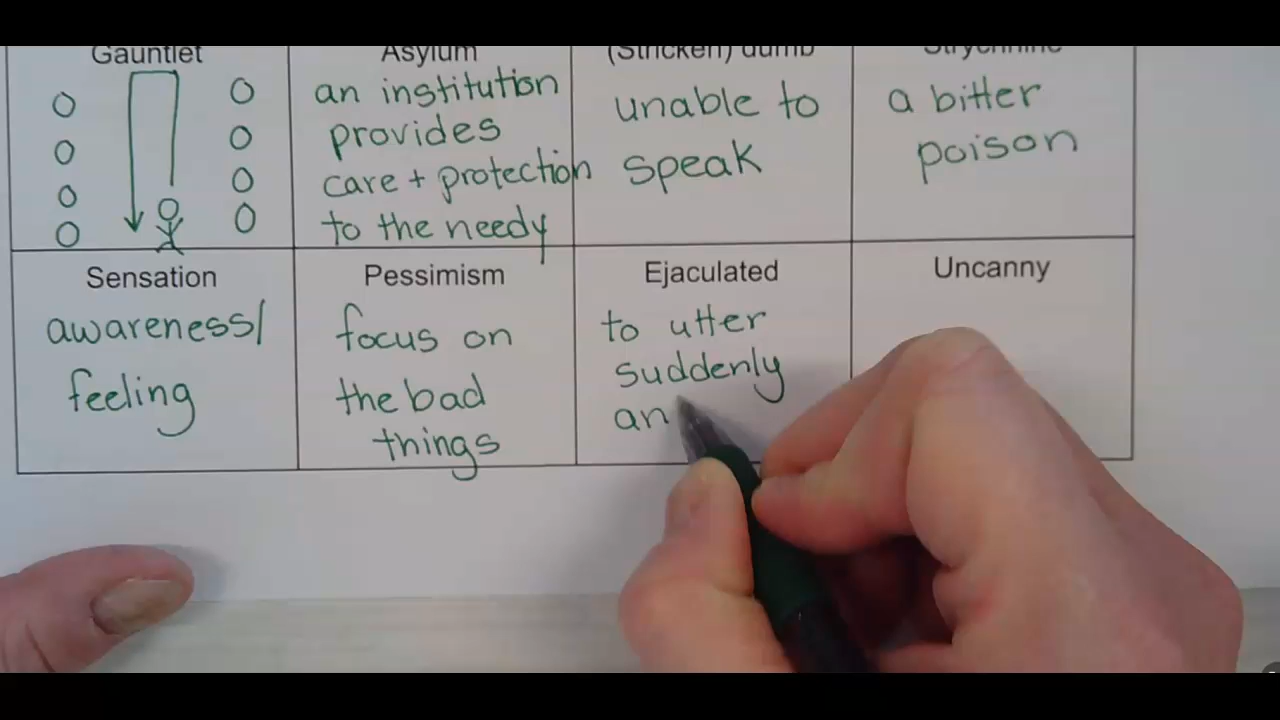 Gauntlet
Asylum
(Stricken) dumb
Strychnine
an institution
provides
care + protection
to the needy
unable to
speak
a bitter
poison
Sensation
Pessimism
Ejaculated
Uncanny
awareness/
feeling
focus on
the bad
things
to utter
suddenly
an